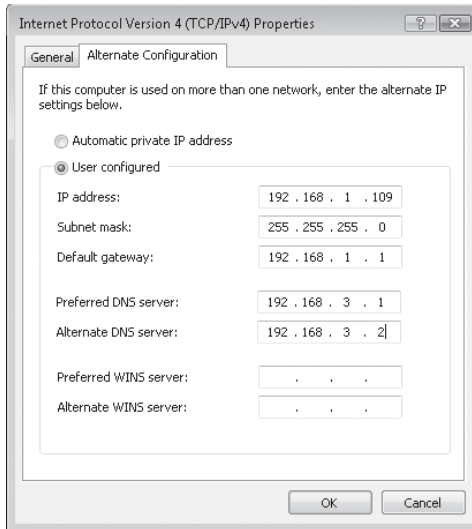 Internet Protocol Version 4 (TCP/IPv4) Properties
General
Alternate Configuration
If this computer is used on more than one network, enter the alternate IP
settings below.
Automatic private IP address
User configured
IP address: 192 . 168 . 1 . 109
Subnet mask: 255 . 255 . 255 . 0
Default gateway: 192 . 168 . 1 . 1
Preferred DNS server: 192 . 168 . 3 . 1
Alternate DNS server: 192 . 168 . 3 . 2
Preferred WINS server: . . .
Alternate WINS server: . . .
OK
Cancel